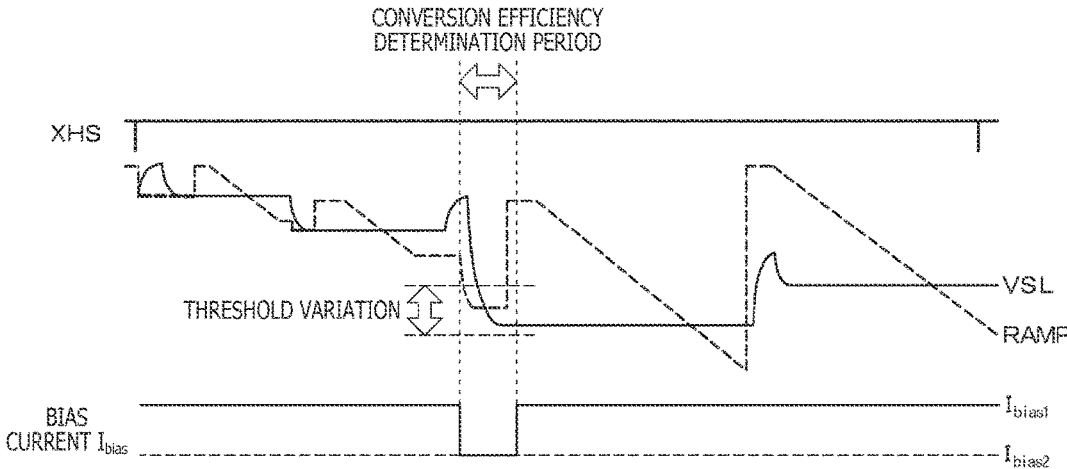 CONVERSION EFFICIENCY
DETERMINATION PERIOD
XHS
THRESHOLD VARIATION
VSL
RAMP
BIAS
CURRENT Ibias
Ibias1
Ibias2